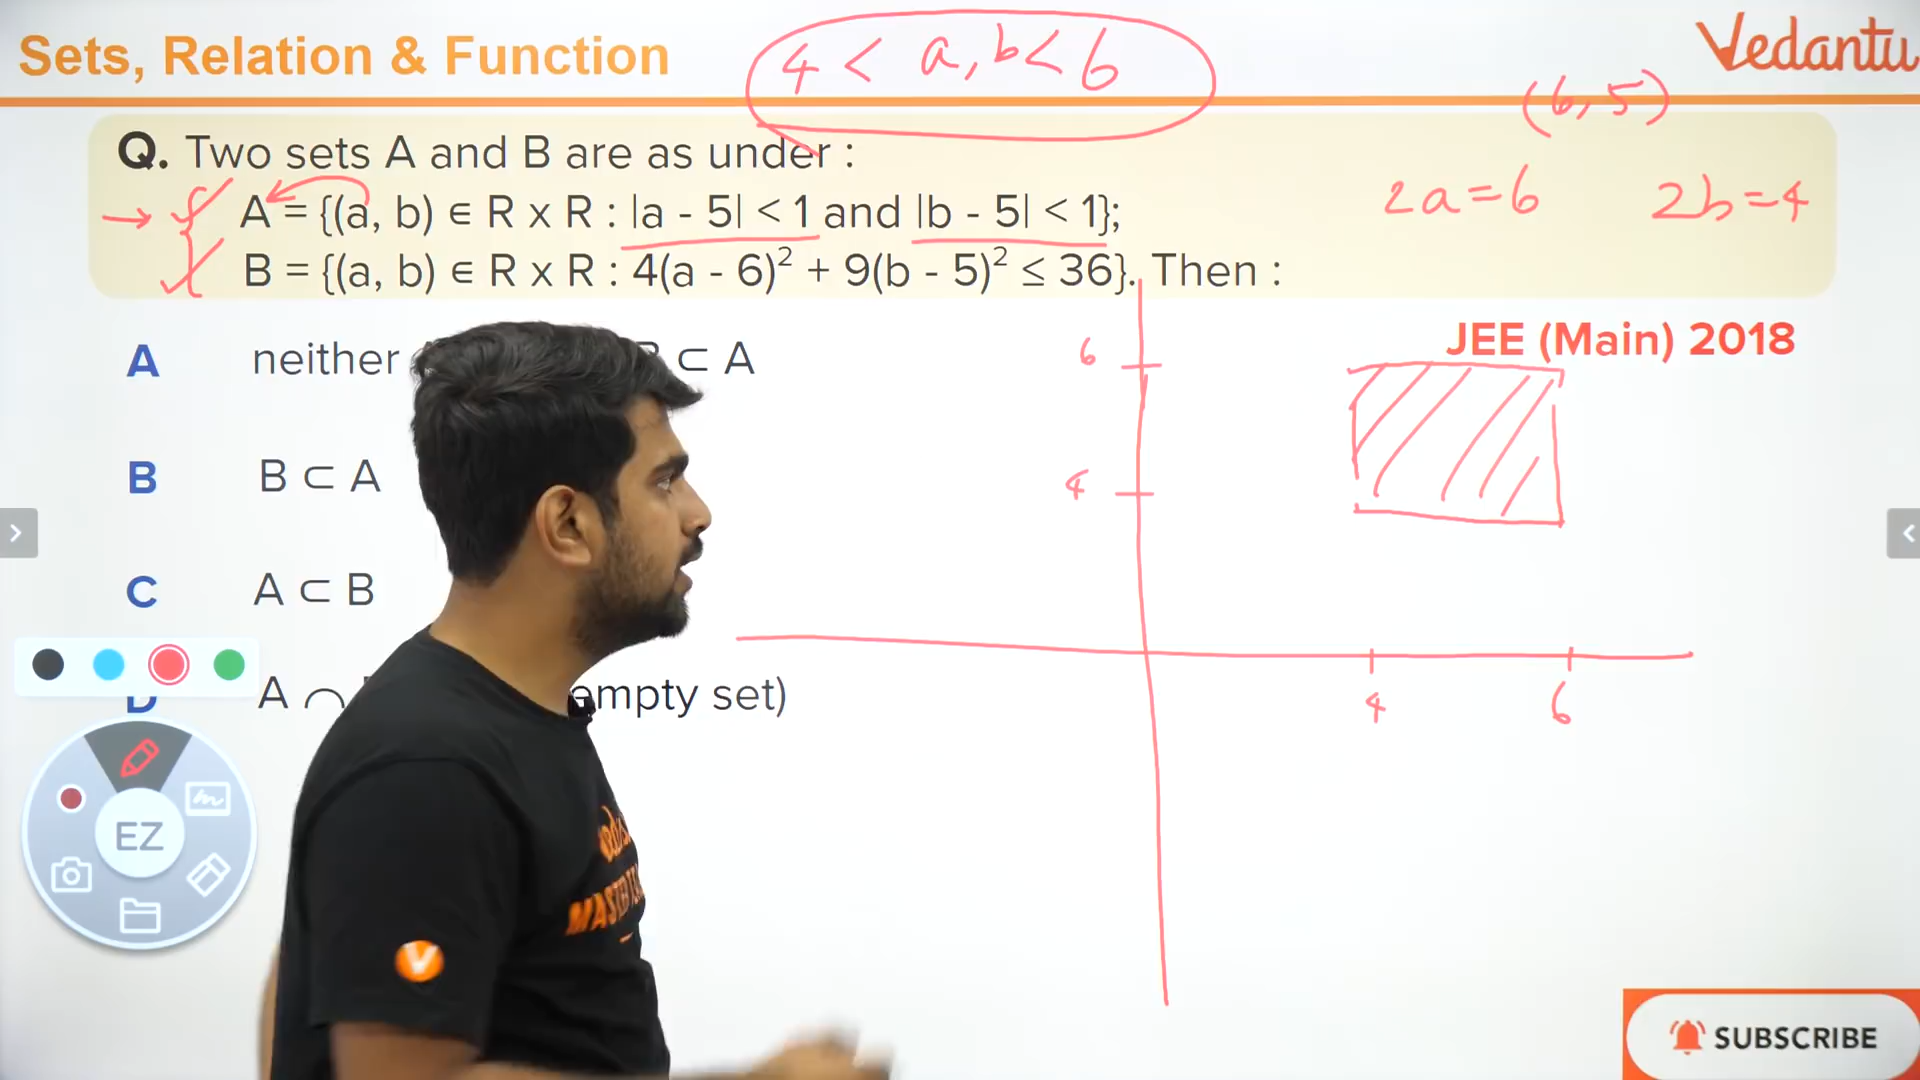 Sets, Relation & Function
4 < a, b < 6
Vedantu
(6, 5)
Q. Two sets A and B are as under :
A = {(a, b) ∈ R x R : |a - 5| < 1 and |b - 5| < 1};
2a = 6
2b = 4
B = {(a, b) ∈ R x R : 4(a - 6)² + 9(b - 5)² ≤ 36}. Then :
JEE (Main) 2018
A neither ⊂ A
B B ⊂ A
C A ⊂ B
D A ∩ empty set)
6
4
4
6
EZ
V
SUBSCRIBE